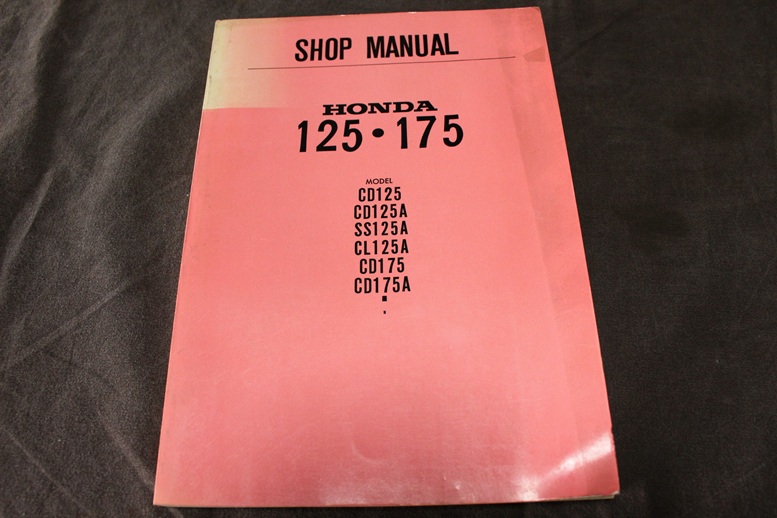 SHOP MANUAL
HONDA
125•175
MODEL
CD125
CD125A
SS125A
CL125A
CD175
CD175A